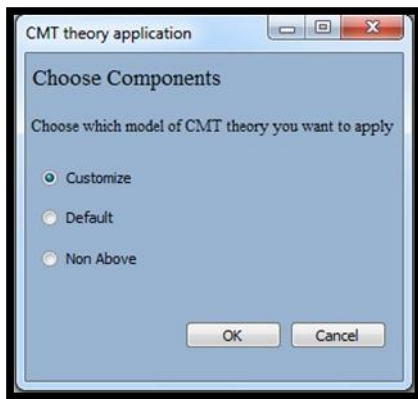 CMT theory application
Choose Components
Choose which model of CMT theory you want to apply
Customize
Default
Non Above
OK Cancel